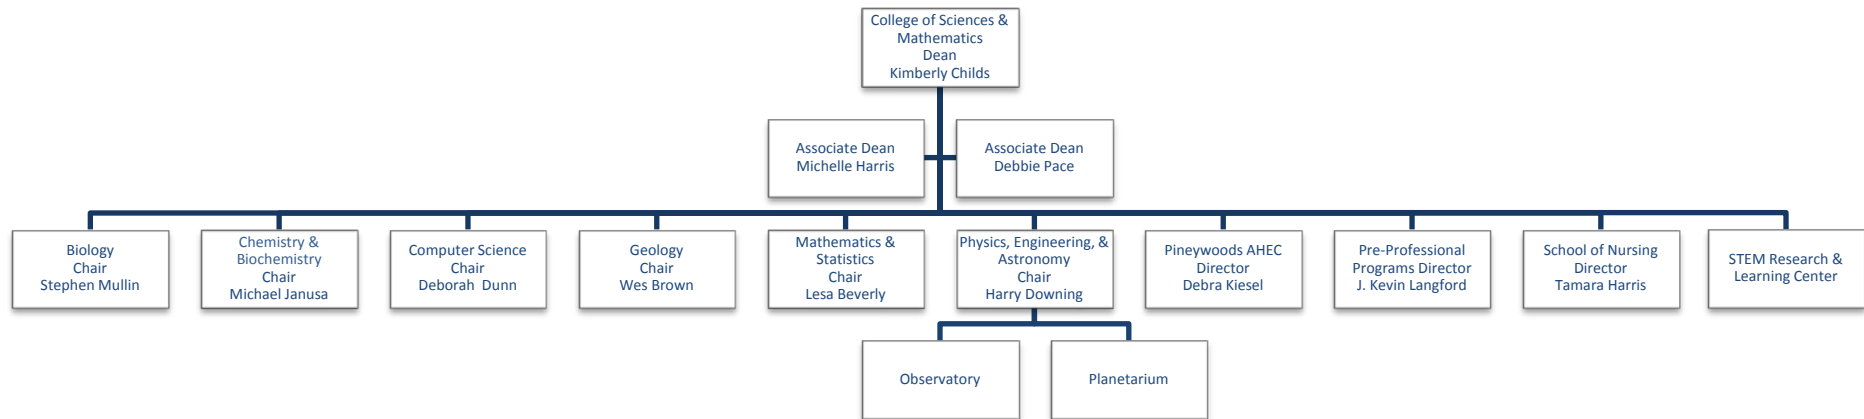 College of Sciences &
Mathematics
Dean
Kimberly Childs
Associate Dean
Michelle Harris
Associate Dean
Debbie Pace
Biology
Chair
Stephen Mullin
Chemistry &
Biochemistry
Chair
Michael Janusa
Computer Science
Chair
Deborah  Dunn
Geology
Chair
Wes Brown
Mathematics &
Statistics
Chair
Lesa Beverly
Physics, Engineering, &
Astronomy
Chair
Harry Downing
Pineywoods AHEC
Director
Debra Kiesel
Pre-Professional
Programs Director
J. Kevin Langford
School of Nursing
Director
Tamara Harris
STEM Research &
Learning Center
Observatory
Planetarium